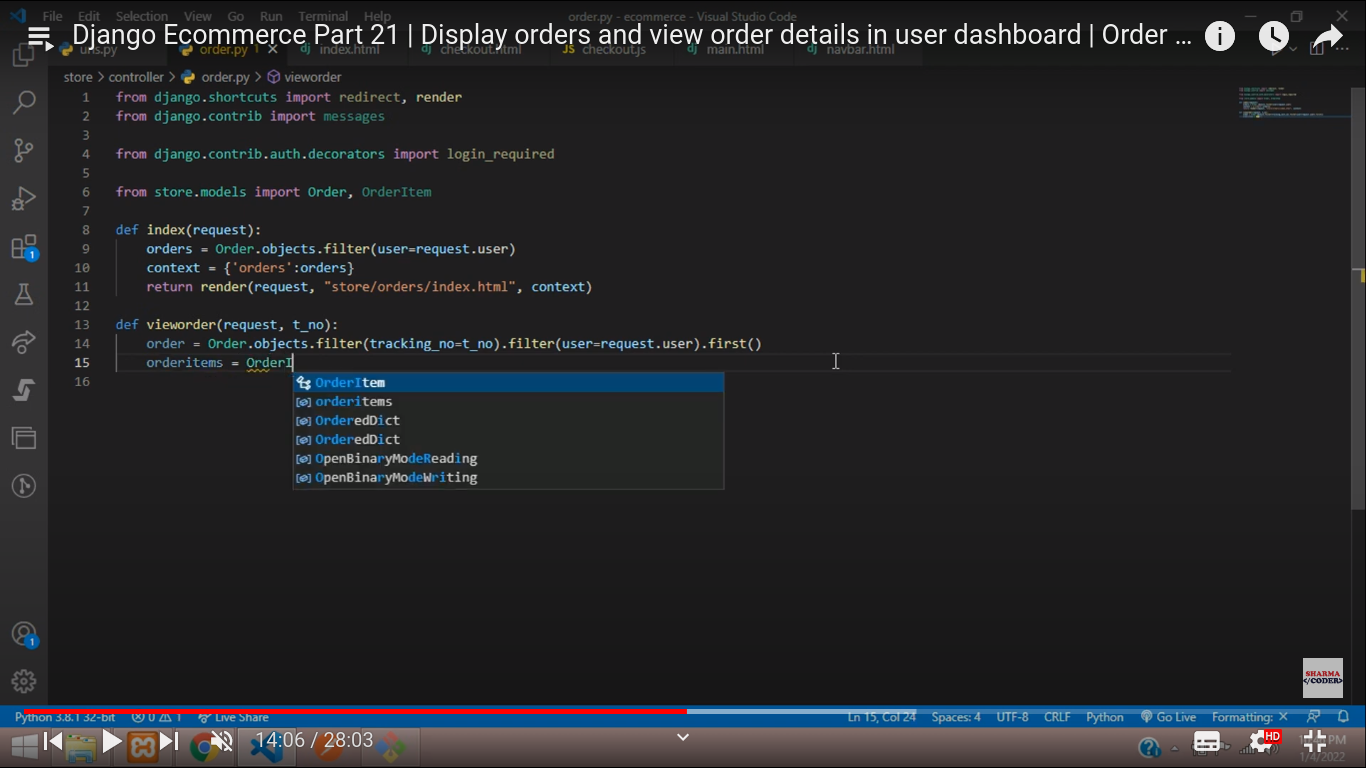 File Edit Selection View Go Run Terminal Help order.py - ecommerce - Visual Studio Code
Django Ecommerce Part 21 | Display orders and view order details in user dashboard | Order ...
urls.py order.py 1 index.html checkout.html checkout.js main.html navbar.html
store > controller > order.py > vieworder
1 from django.shortcuts import redirect, render
2 from django.contrib import messages
3
4 from django.contrib.auth.decorators import login_required
5
6 from store.models import Order, OrderItem
7
8 def index(request):
9 orders = Order.objects.filter(user=request.user)
10 context = {'orders':orders}
11 return render(request, "store/orders/index.html", context)
12
13 def vieworder(request, t_no):
14 order = Order.objects.filter(tracking_no=t_no).filter(user=request.user).first()
15 orderitems = OrderI
16
OrderItem
orderitems
OrderedDict
OrderedDict
OpenBinaryModeReading
OpenBinaryModeWriting
1
1
SHARMA
</CODER>
Python 3.8.1 32-bit 0 1 Live Share Ln 15, Col 24 Spaces: 4 UTF-8 CRLF Python Go Live Formatting: ×
14:06 / 28:03 HD PM
1/4/2022